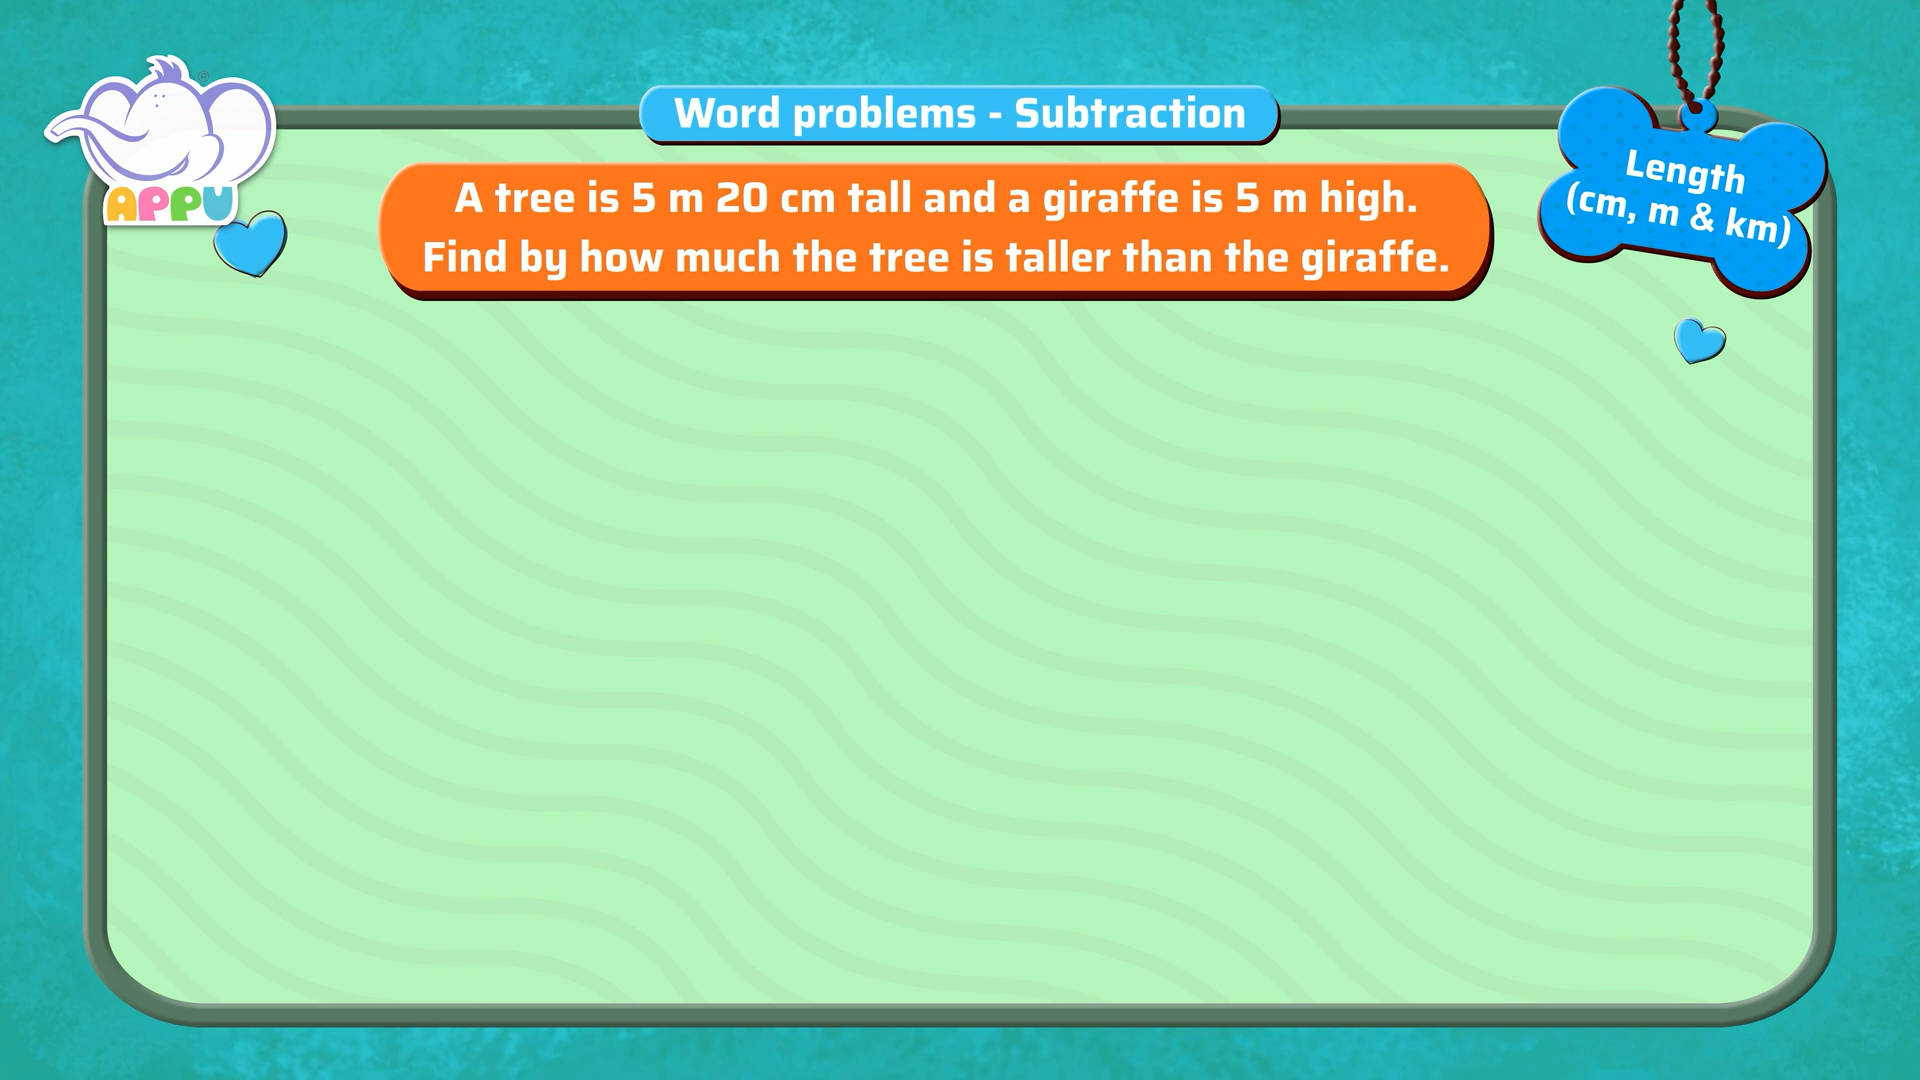 APPU
®
Word problems - Subtraction
A tree is 5 m 20 cm tall and a giraffe is 5 m high.
Find by how much the tree is taller than the giraffe.
Length
(cm, m & km)